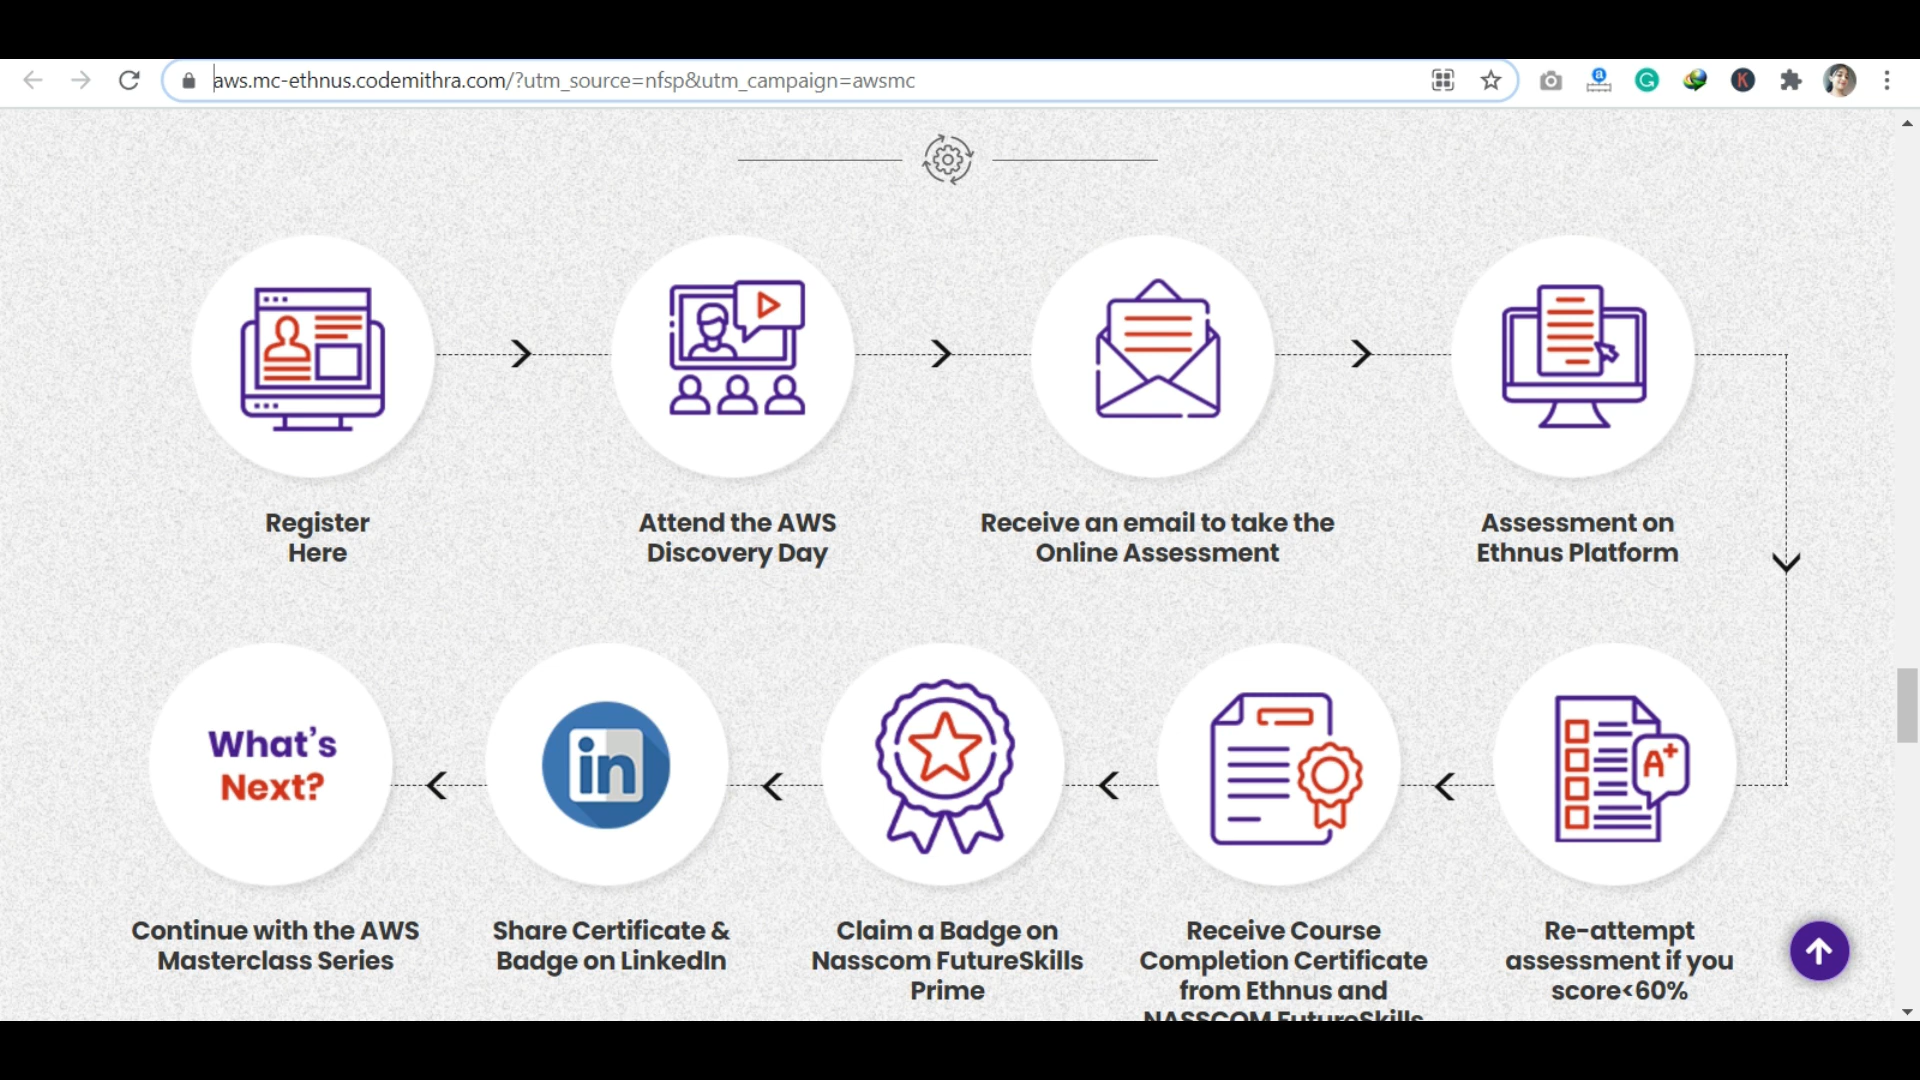 aws.mc-ethnus.codemithra.com/?utm_source=nfsp&utm_campaign=awsmc
Register
Here
Attend the AWS
Discovery Day
Receive an email to take the
Online Assessment
Assessment on
Ethnus Platform
What's
Next?
in
A+
Continue with the AWS
Masterclass Series
Share Certificate &
Badge on LinkedIn
Claim a Badge on
Nasscom FutureSkills
Prime
Receive Course
Completion Certificate
from Ethnus and
NASSCOM FutureSkills
Re-attempt
assessment if you
score<60%